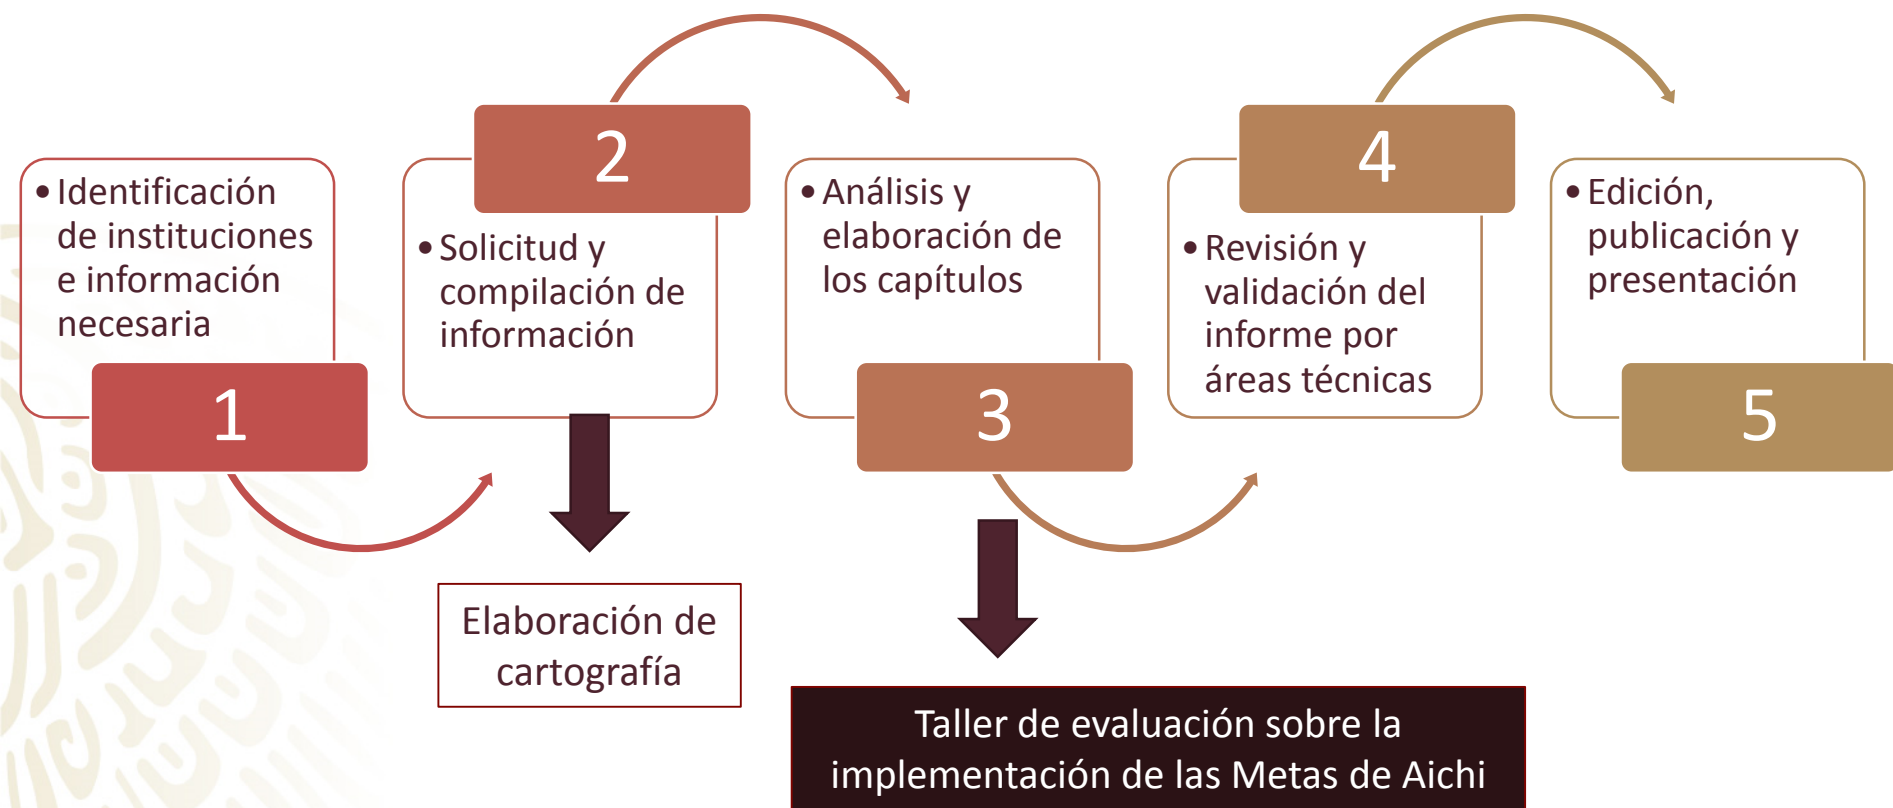 •Identificación
de instituciones
e información
necesaria
1
2
•Solicitud y
compilación de
información
Elaboración de
cartografía
•Análisis y
elaboración de
los capítulos
3
Taller de evaluación sobre la
implementación de las Metas de Aichi
4
•Revisión y
validación del
informe por
áreas técnicas
•Edición,
publicación y
presentación
5